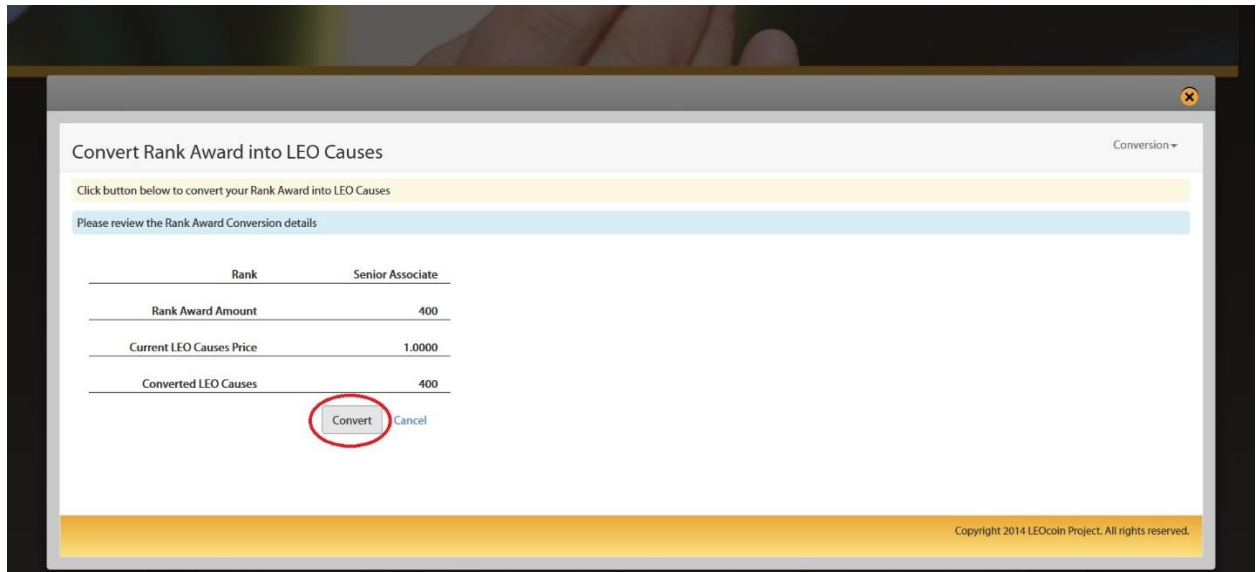 Convert Rank Award into LEO Causes
Conversion
Click button below to convert your Rank Award into LEO Causes
Please review the Rank Award Conversion details
Rank Senior Associate
Rank Award Amount 400
Current LEO Causes Price 1.0000
Converted LEO Causes 400
Convert Cancel
Copyright 2014 LEOcoin Project. All rights reserved.